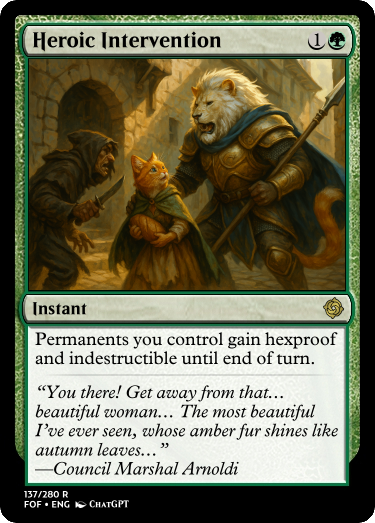 Heroic Intervention 1
Instant
Permanents you control gain hexproof
and indestructible until end of turn.
“You there! Get away from that…
beautiful woman… The most beautiful
I’ve ever seen, whose amber fur shines like
autumn leaves…”
—Council Marshal Arnoldi
137/280 R
FOF • ENG ChatGPT